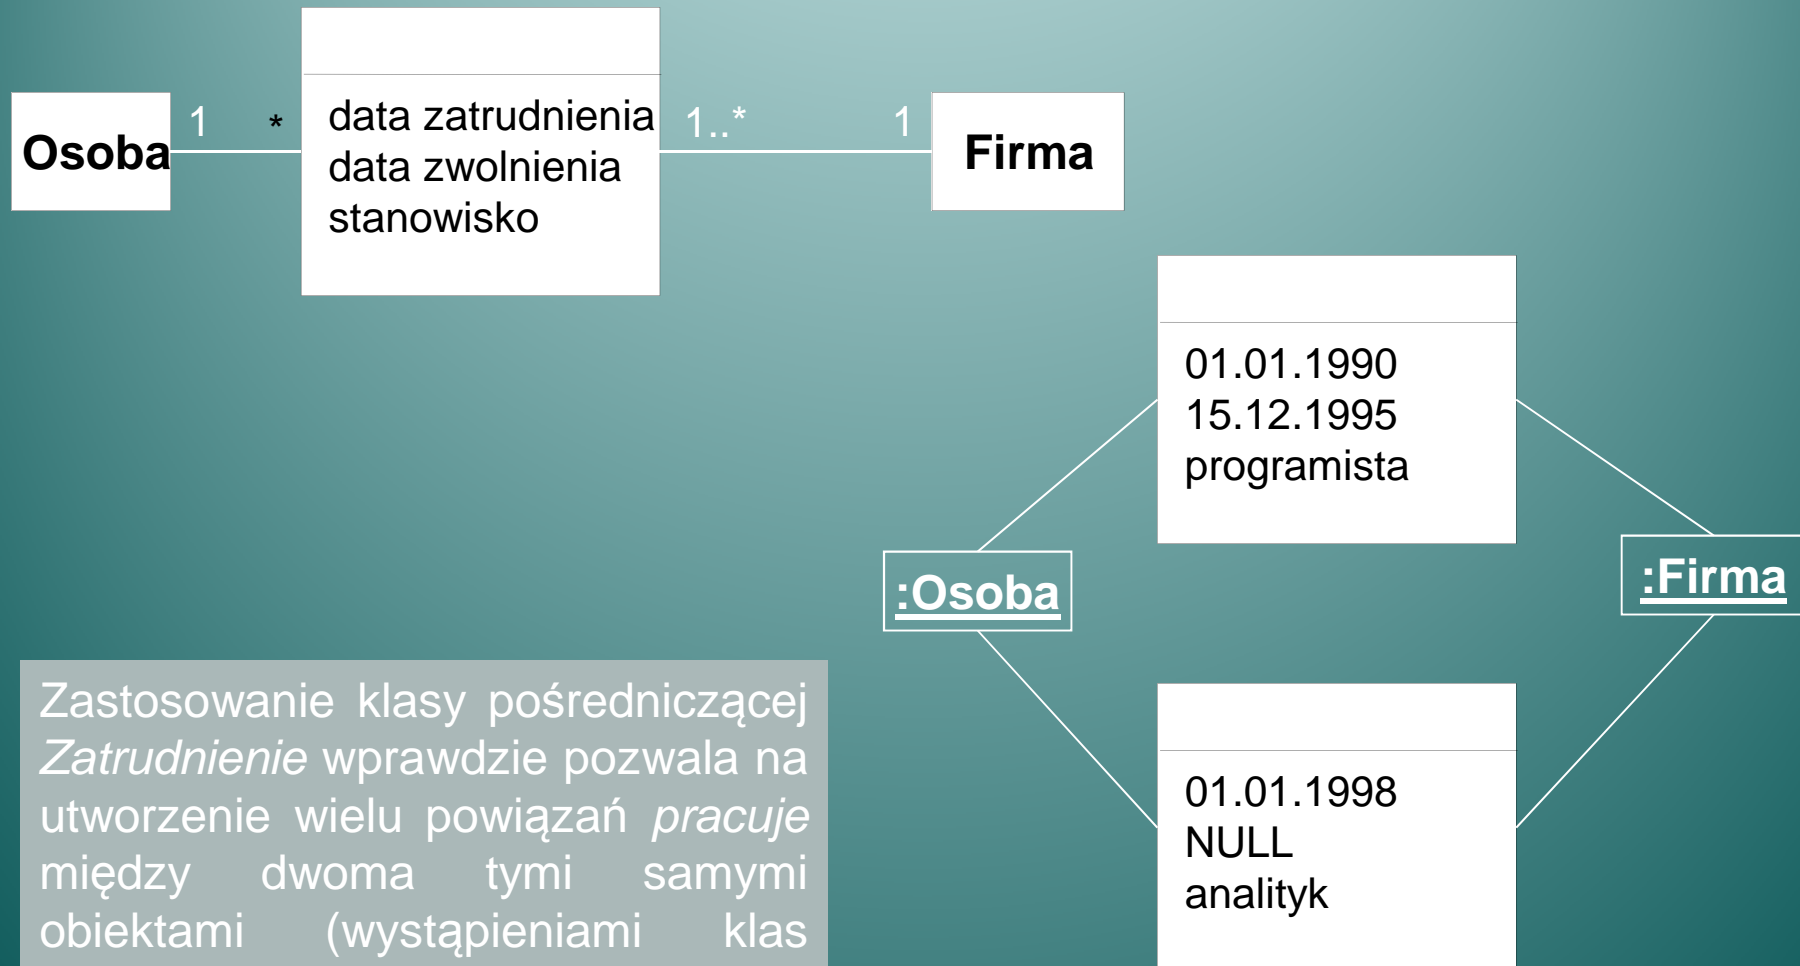 Osoba
1
*
data zatrudnienia
data zwolnienia
stanowisko
1..*
1
Firma
01.01.1990
15.12.1995
programista
:Osoba
:Firma
01.01.1998
NULL
analityk
Zastosowanie klasy pośredniczącej
Zatrudnienie wprawdzie pozwala na
utworzenie wielu powiązań pracuje
między dwoma tymi samymi
obiektami (wystąpieniami klas